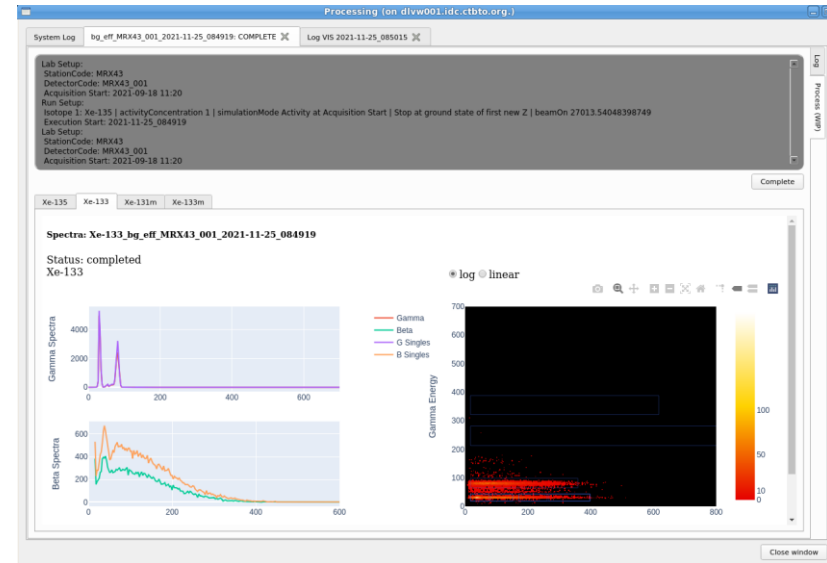 Processing (on dlvw001.idc.ctbto.org.)
System Log
bg_eff_MRX43_001_2021-11-25_084919: COMPLETE
Log VIS 2021-11-25_085015
Lab Setup:
StationCode: MRX43
DetectorCode: MRX43_001
Acquisition Start: 2021-09-18 11:20
Run Setup:
Isotope 1: Xe-135 | activityConcentration 1 | simulationMode Activity at Acquisition Start | Stop at ground state of first new Z | beamOn 27013.54048398749
Execution Start: 2021-11-25_084919
Lab Setup:
StationCode: MRX43
DetectorCode: MRX43_001
Acquisition Start: 2021-09-18 11:20
Log
Process (WIP)
Complete
Xe-135
Xe-133
Xe-131m
Xe-133m
Spectra: Xe-133_bg_eff_MRX43_001_2021-11-25_084919
Status: completed
Xe-133
log
linear
Gamma Spectra
4000
2000
0
0
200
400
600
Gamma
Beta
G Singles
B Singles
Beta Spectra
600
400
200
0
0
200
400
600
Gamma Energy
700
600
500
400
300
200
100
0
0
200
400
600
800
100
50
10
0
Close window